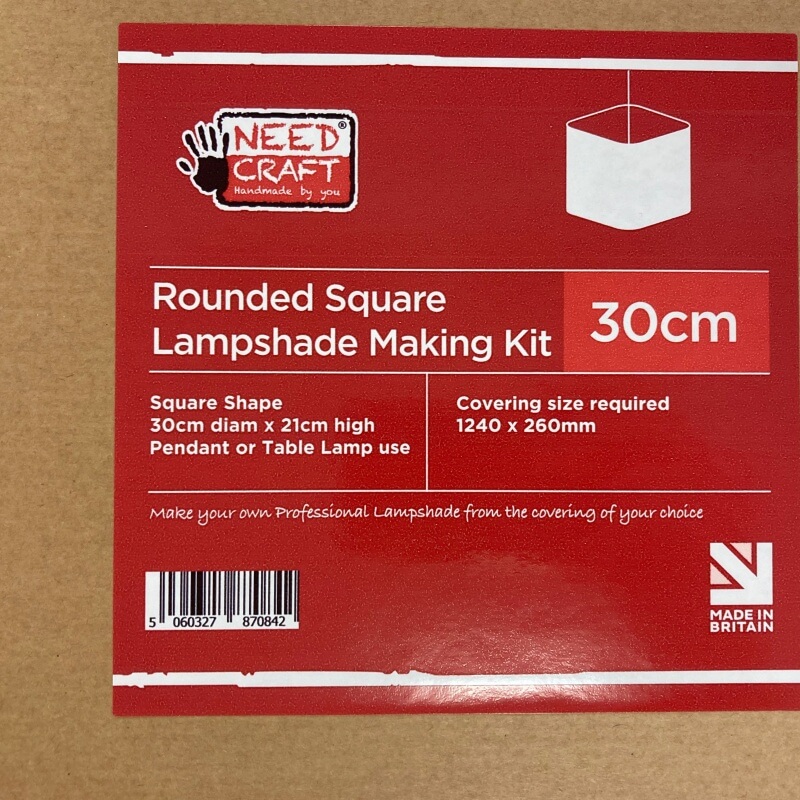 NEED®
CRAFT
Handmade by you
Rounded Square
Lampshade Making Kit
30cm
Square Shape
30cm diam x 21cm high
Pendant or Table Lamp use
Covering size required
1240 x 260mm
Make your own Professional Lampshade from the covering of your choice
5 060327 870842
MADE IN
BRITAIN